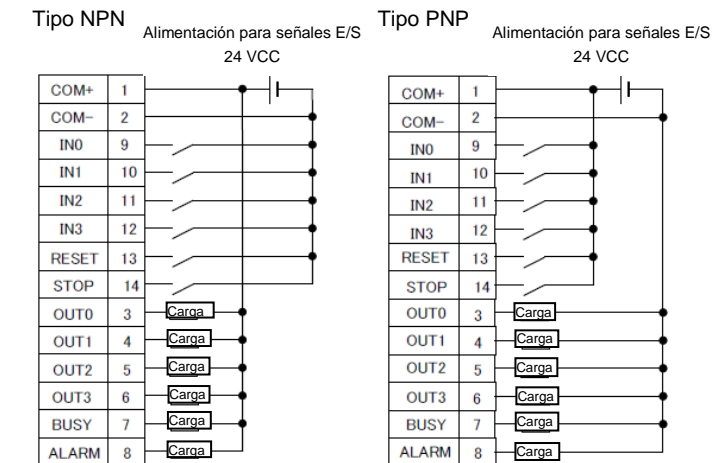 Tipo NPN
Alimentación para señales E/S
24 VCC
COM+ 1
COM− 2
IN0 9
IN1 10
IN2 11
IN3 12
RESET 13
STOP 14
OUT0 3 Carga
OUT1 4 Carga
OUT2 5 Carga
OUT3 6 Carga
BUSY 7 Carga
ALARM 8 Carga
Tipo PNP
Alimentación para señales E/S
24 VCC
COM+ 1
COM− 2
IN0 9
IN1 10
IN2 11
IN3 12
RESET 13
STOP 14
OUT0 3 Carga
OUT1 4 Carga
OUT2 5 Carga
OUT3 6 Carga
BUSY 7 Carga
ALARM 8 Carga